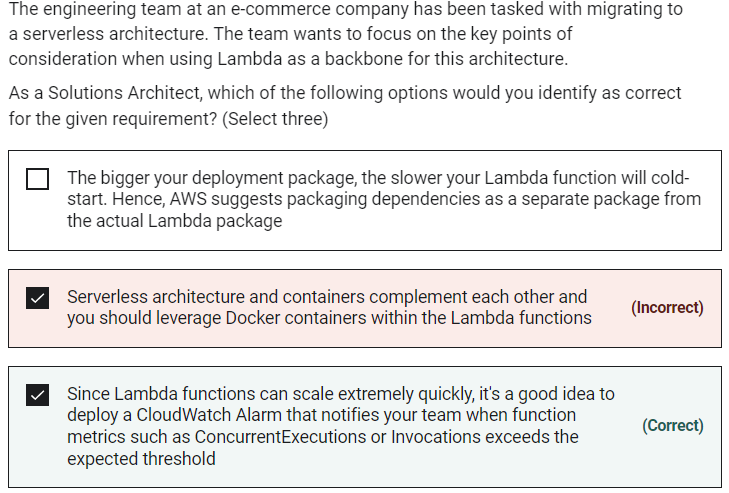 The engineering team at an e-commerce company has been tasked with migrating to
a serverless architecture. The team wants to focus on the key points of
consideration when using Lambda as a backbone for this architecture.
As a Solutions Architect, which of the following options would you identify as correct
for the given requirement? (Select three)
The bigger your deployment package, the slower your Lambda function will cold-
start. Hence, AWS suggests packaging dependencies as a separate package from
the actual Lambda package
Serverless architecture and containers complement each other and
you should leverage Docker containers within the Lambda functions
(Incorrect)
Since Lambda functions can scale extremely quickly, it's a good idea to
deploy a CloudWatch Alarm that notifies your team when function
metrics such as ConcurrentExecutions or Invocations exceeds the
expected threshold
(Correct)